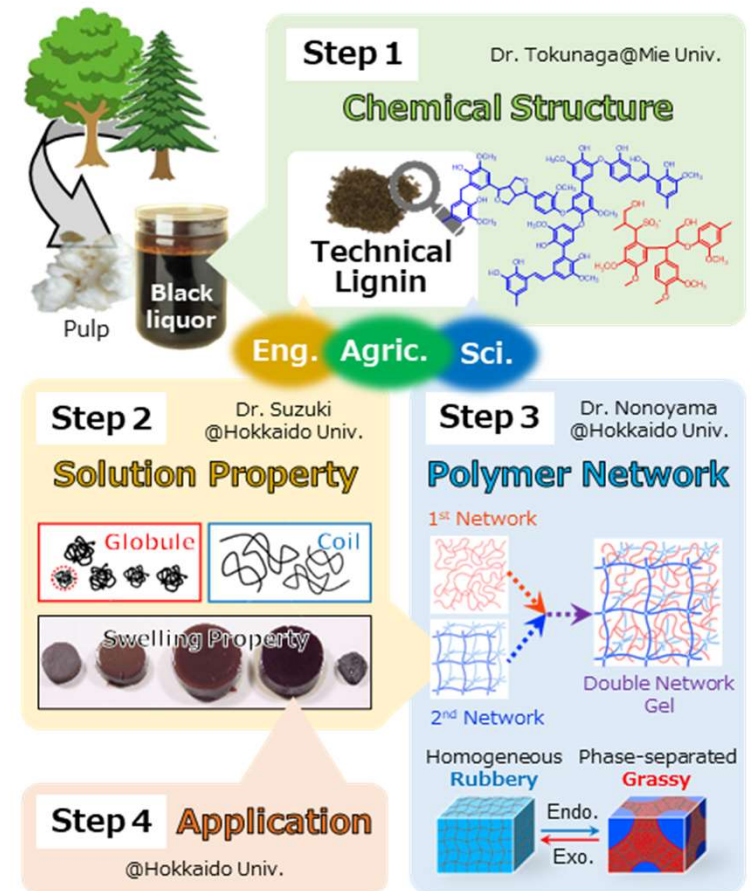 Step 1
Dr. Tokunaga@Mie Univ.
Chemical Structure
Technical
Lignin
Pulp
Black
liquor
Eng. Agric. Sci.
Step 2
Dr. Suzuki
@Hokkaido Univ.
Solution Property
Globule
Coil
Swelling Property
Step 3
Dr. Nonoyama
@Hokkaido Univ.
Polymer Network
1st Network
2nd Network
Double Network
Gel
Homogeneous
Rubbery
Phase-separated
Grassy
Endo.
Exo.
Step 4 Application
@Hokkaido Univ.